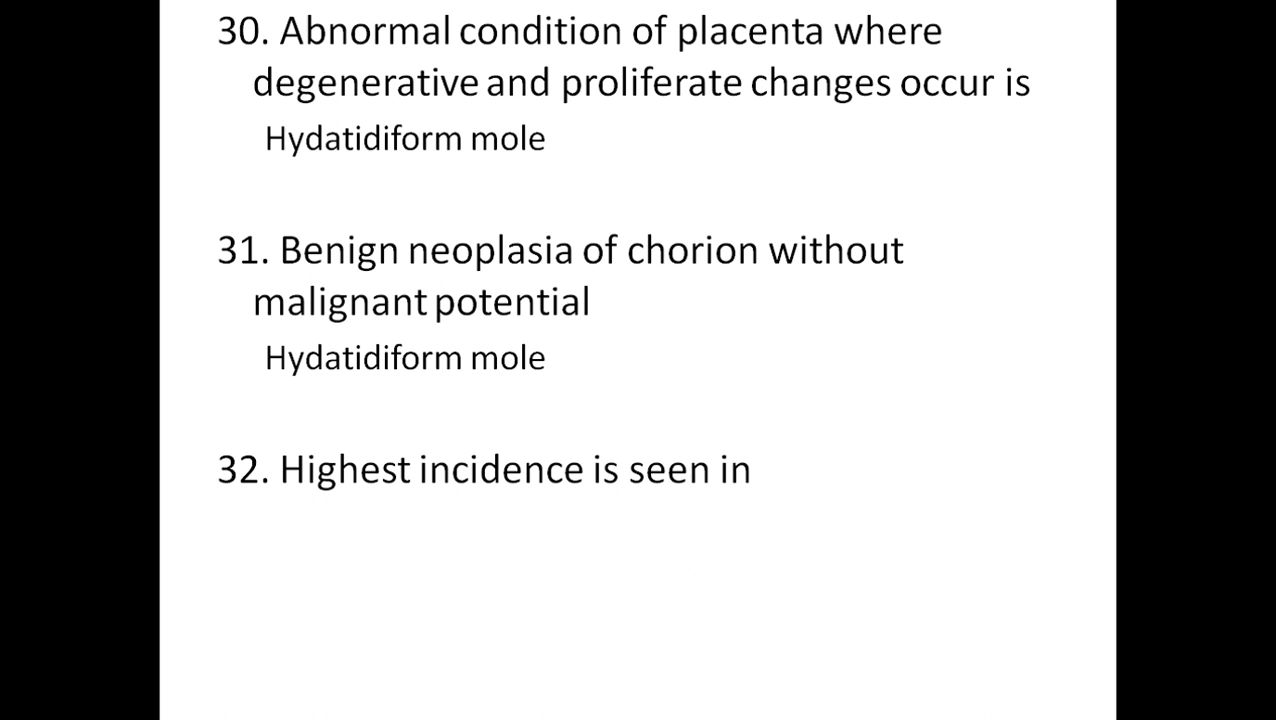 30. Abnormal condition of placenta where
degenerative and proliferate changes occur is
Hydatidiform mole
31. Benign neoplasia of chorion without
malignant potential
Hydatidiform mole
32. Highest incidence is seen in